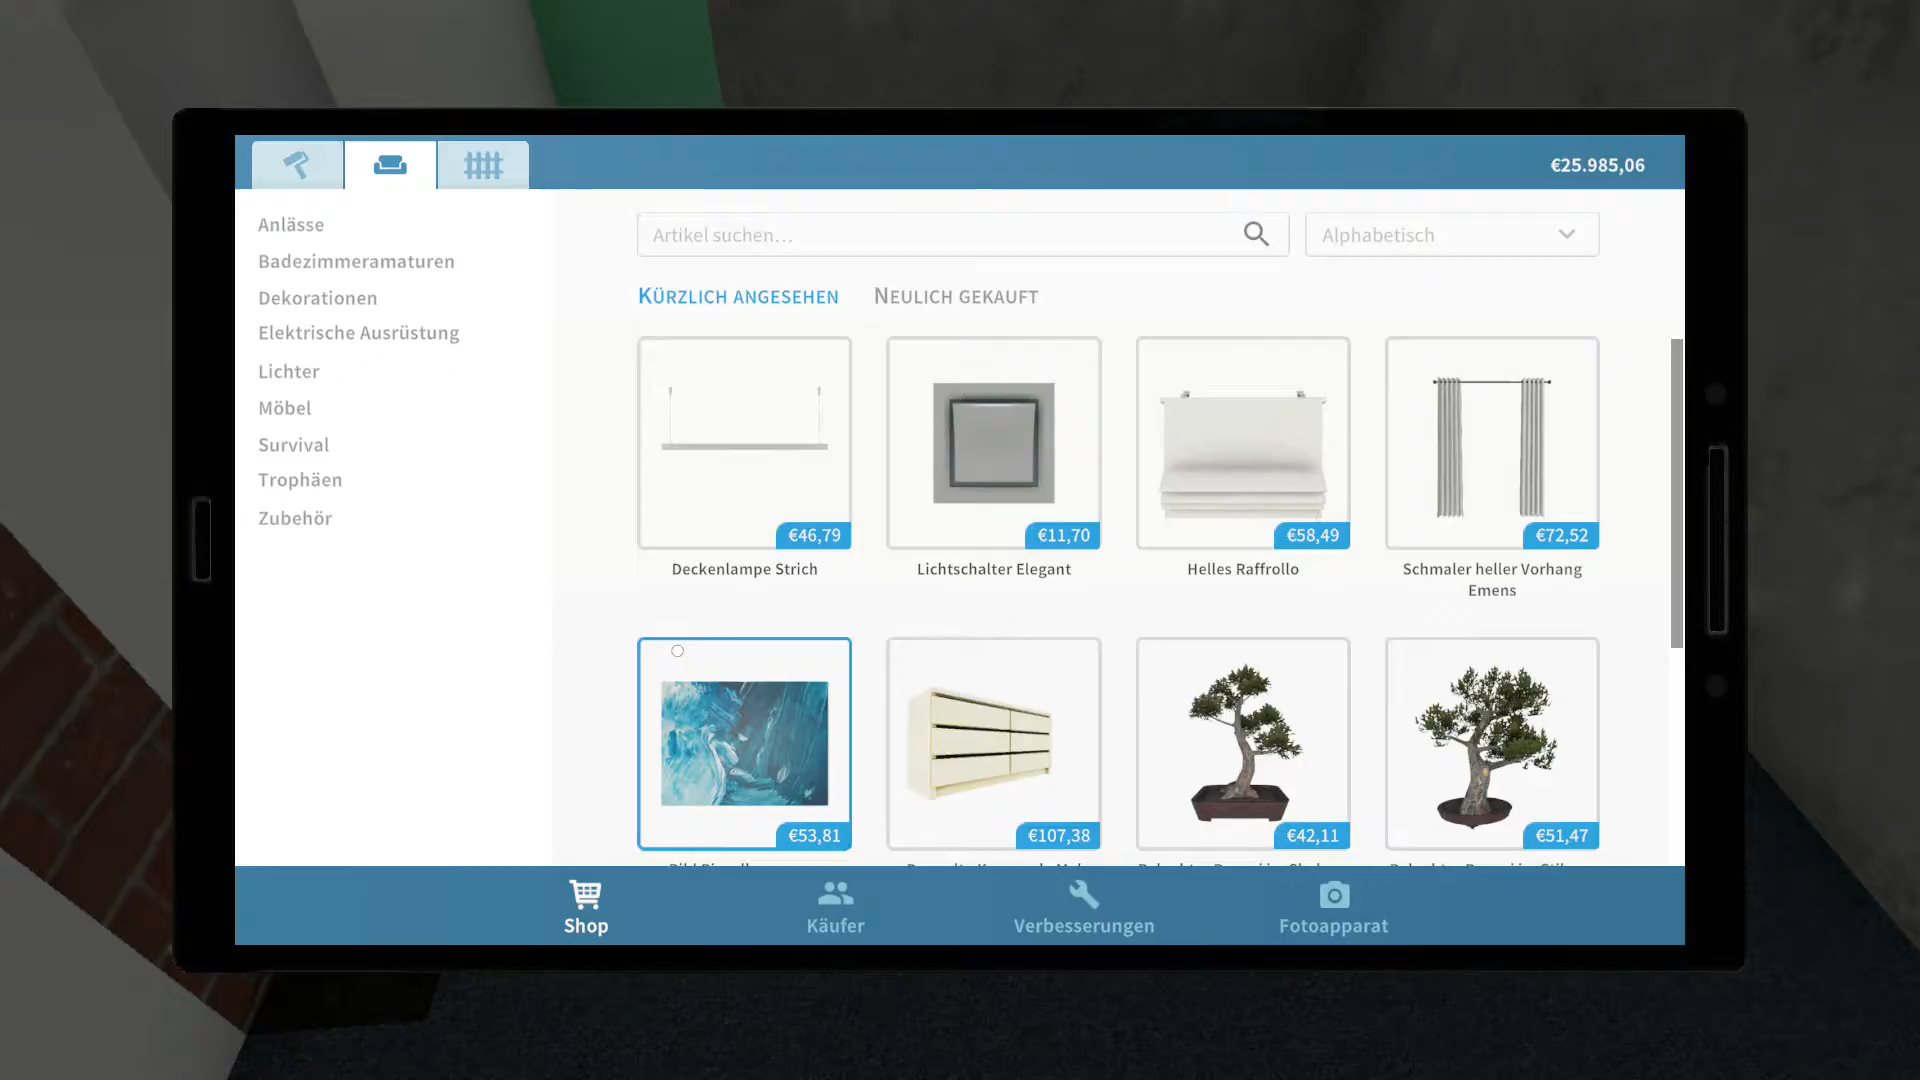 €25.985,06
Anlässe
Badezimmeramaturen
Dekorationen
Elektrische Ausrüstung
Lichter
Möbel
Survival
Trophäen
Zubehör
Artikel suchen...
Alphabetisch
KÜRZLICH ANGESEHEN
NEULICH GEKAUFT
€46,79
€11,70
€58,49
€72,52
Deckenlampe Strich
Lichtschalter Elegant
Helles Raffrollo
Schmaler heller Vorhang
Emens
€53,81
€107,38
€42,11
€51,47
Shop
Käufer
Verbesserungen
Fotoapparat